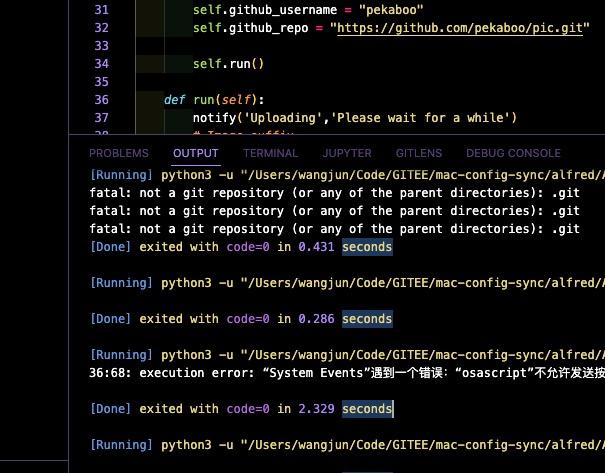 31 self.github_username = "pekaboo"
32 self.github_repo = "https://github.com/pekaboo/pic.git"
33
34 self.run()
35
36 def run(self):
37 notify('Uploading','Please wait for a while')
PROBLEMS OUTPUT TERMINAL JUPYTER GITLENS DEBUG CONSOLE
[Running] python3 -u "/Users/wangjun/Code/GITEE/mac-config-sync/alfred/A
fatal: not a git repository (or any of the parent directories): .git
fatal: not a git repository (or any of the parent directories): .git
fatal: not a git repository (or any of the parent directories): .git
[Done] exited with code=0 in 0.431 seconds
[Running] python3 -u "/Users/wangjun/Code/GITEE/mac-config-sync/alfred/A
[Done] exited with code=0 in 0.286 seconds
[Running] python3 -u "/Users/wangjun/Code/GITEE/mac-config-sync/alfred/A
36:68: execution error: “System Events”遇到一个错误：“osascript”不允许发送按
[Done] exited with code=0 in 2.329 seconds
[Running] python3 -u "/Users/wangjun/Code/GITEE/mac-config-sync/alfred/A